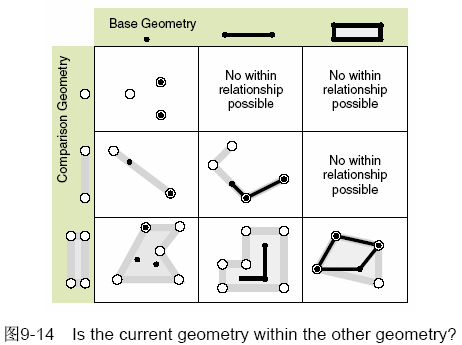 Base Geometry
Comparison Geometry
No within
relationship
possible
No within
relationship
possible
No within
relationship
possible
图9-14 Is the current geometry within the other geometry?